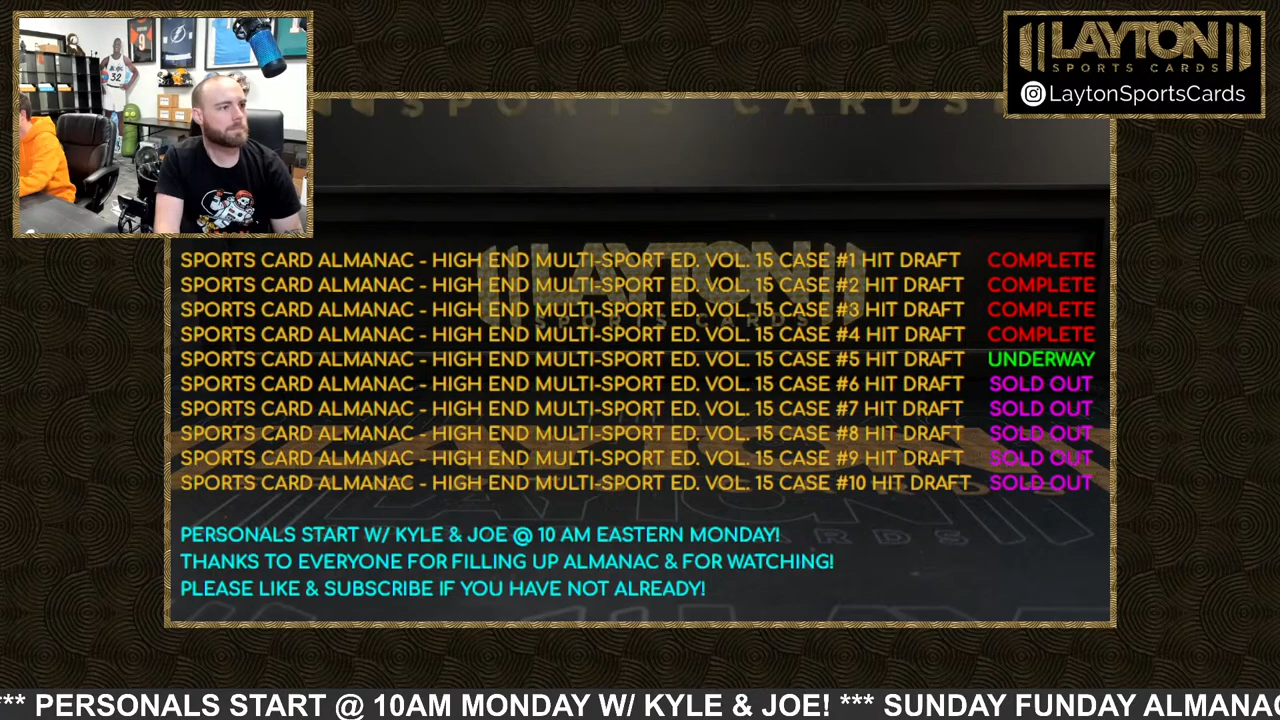 LAYTON
SPORTS CARDS
LaytonSportsCards
SPORTS CARDS
9
32
LAYTON
SPORTS CARDS
SPORTS CARD ALMANAC - HIGH END MULTI-SPORT ED. VOL. 15 CASE #1 HIT DRAFT COMPLETE
SPORTS CARD ALMANAC - HIGH END MULTI-SPORT ED. VOL. 15 CASE #2 HIT DRAFT COMPLETE
SPORTS CARD ALMANAC - HIGH END MULTI-SPORT ED. VOL. 15 CASE #3 HIT DRAFT COMPLETE
SPORTS CARD ALMANAC - HIGH END MULTI-SPORT ED. VOL. 15 CASE #4 HIT DRAFT COMPLETE
SPORTS CARD ALMANAC - HIGH END MULTI-SPORT ED. VOL. 15 CASE #5 HIT DRAFT UNDERWAY
SPORTS CARD ALMANAC - HIGH END MULTI-SPORT ED. VOL. 15 CASE #6 HIT DRAFT SOLD OUT
SPORTS CARD ALMANAC - HIGH END MULTI-SPORT ED. VOL. 15 CASE #7 HIT DRAFT SOLD OUT
SPORTS CARD ALMANAC - HIGH END MULTI-SPORT ED. VOL. 15 CASE #8 HIT DRAFT SOLD OUT
SPORTS CARD ALMANAC - HIGH END MULTI-SPORT ED. VOL. 15 CASE #9 HIT DRAFT SOLD OUT
SPORTS CARD ALMANAC - HIGH END MULTI-SPORT ED. VOL. 15 CASE #10 HIT DRAFT SOLD OUT
PERSONALS START W/ KYLE & JOE @ 10 AM EASTERN MONDAY!
THANKS TO EVERYONE FOR FILLING UP ALMANAC & FOR WATCHING!
PLEASE LIKE & SUBSCRIBE IF YOU HAVE NOT ALREADY!
*** PERSONALS START @ 10AM MONDAY W/ KYLE & JOE! *** SUNDAY FUNDAY ALMANAC